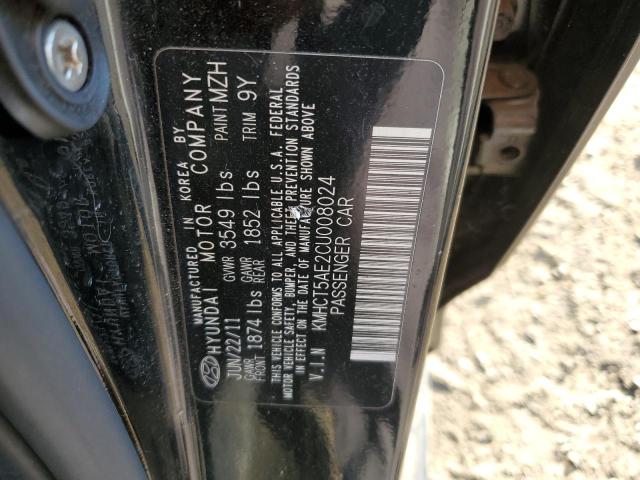 MANUFACTURED IN KOREA BY
HYUNDAI MOTOR COMPANY
JUN/22/11 GVWR 3549 lbs PAINT MZH
GAWR FRONT 1874 lbs GAWR REAR 1852 lbs TRIM 9Y
THIS VEHICLE CONFORMS TO ALL APPLICABLE U.S.A. FEDERAL
MOTOR VEHICLE SAFETY, BUMPER, AND THEFT PREVENTION STANDARDS
IN EFFECT ON THE DATE OF MANUFACTURE SHOWN ABOVE
V.I.N KMHCT5AE2CU008024
PASSENGER CAR